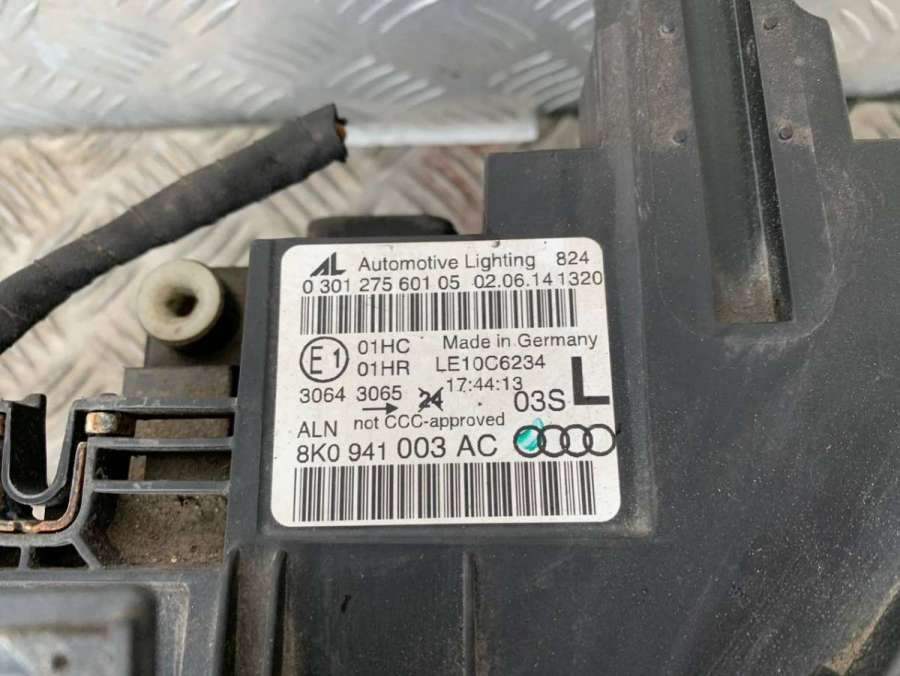 AL Automotive Lighting 824
0 301 275 601 05 02.06.14 1320
E1 01HC Made in Germany
01HR LE10C6234
3064 3065 24 17:44:13
03S L
ALN not CCC-approved
8K0 941 003 AC